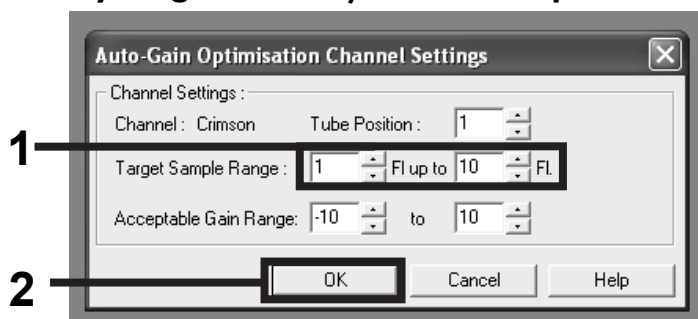 Auto-Gain Optimisation Channel Settings
Channel Settings :
Channel : Crimson Tube Position : 1
1
Target Sample Range : 1 Fl up to 10 Fl.
Acceptable Gain Range: -10 to 10
2
OK Cancel Help